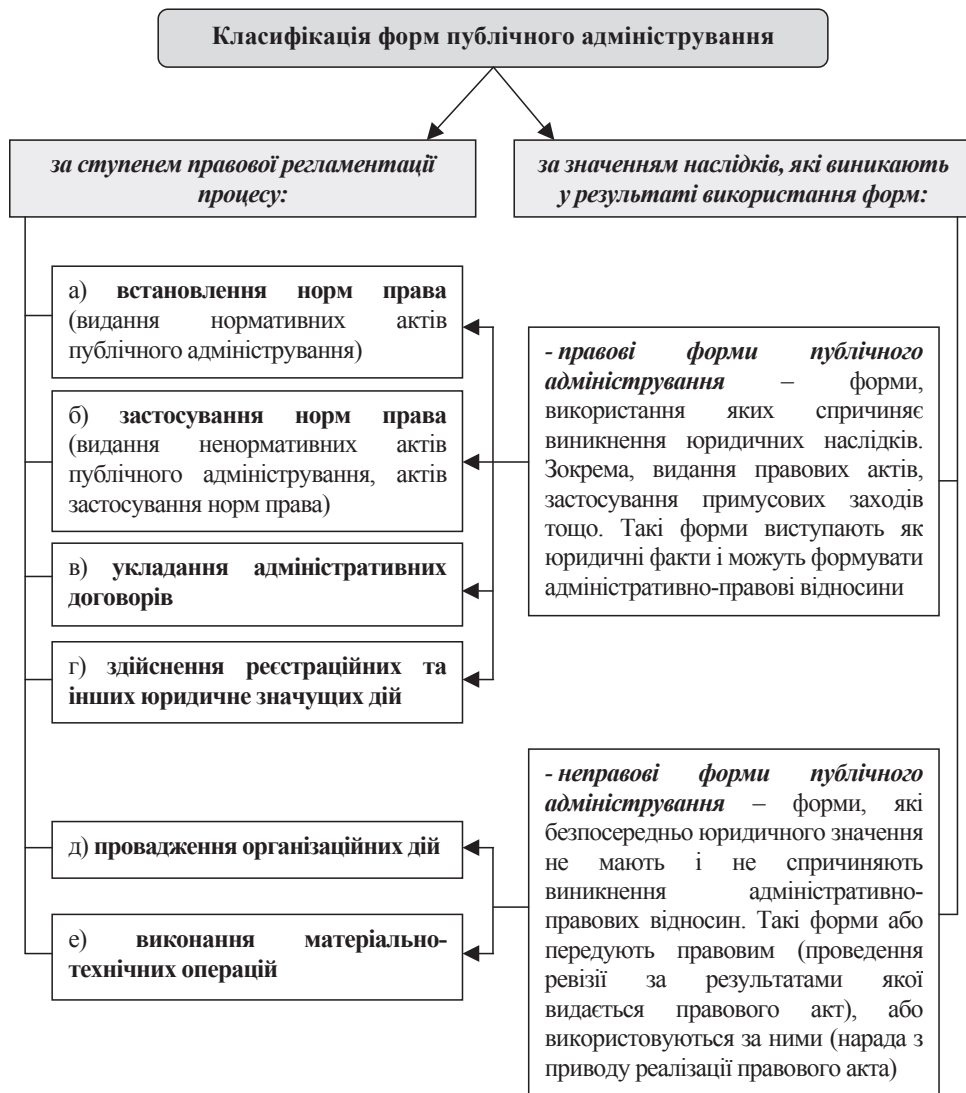 Класифікація форм публічного адміністрування
за ступенем правової регламентації
процесу:
за значенням наслідків, які виникають
у результаті використання форм:
а) встановлення норм права
(видання нормативних актів
публічного адміністрування)
б) застосування норм права
(видання ненормативних актів
публічного адміністрування, актів
застосування норм права)
в) укладання адміністративних
договорів
г) здійснення реєстраційних та
інших юридичне значущих дій
- правові форми публічного
адміністрування – форми,
використання яких спричиняє
виникнення юридичних наслідків.
Зокрема, видання правових актів,
застосування примусових заходів
тощо. Такі форми виступають як
юридичні факти і можуть формувати
адміністративно-правові відносини
д) провадження організаційних дій
е) виконання матеріально-
технічних операцій
- неправові форми публічного
адміністрування – форми, які
безпосередньо юридичного значення
не мають і не спричиняють
виникнення адміністративно-
правових відносин. Такі форми або
передують правовим (проведення
ревізії за результатами якої
видається правового акт), або
використовуються за ними (нарада з
приводу реалізації правового акта)